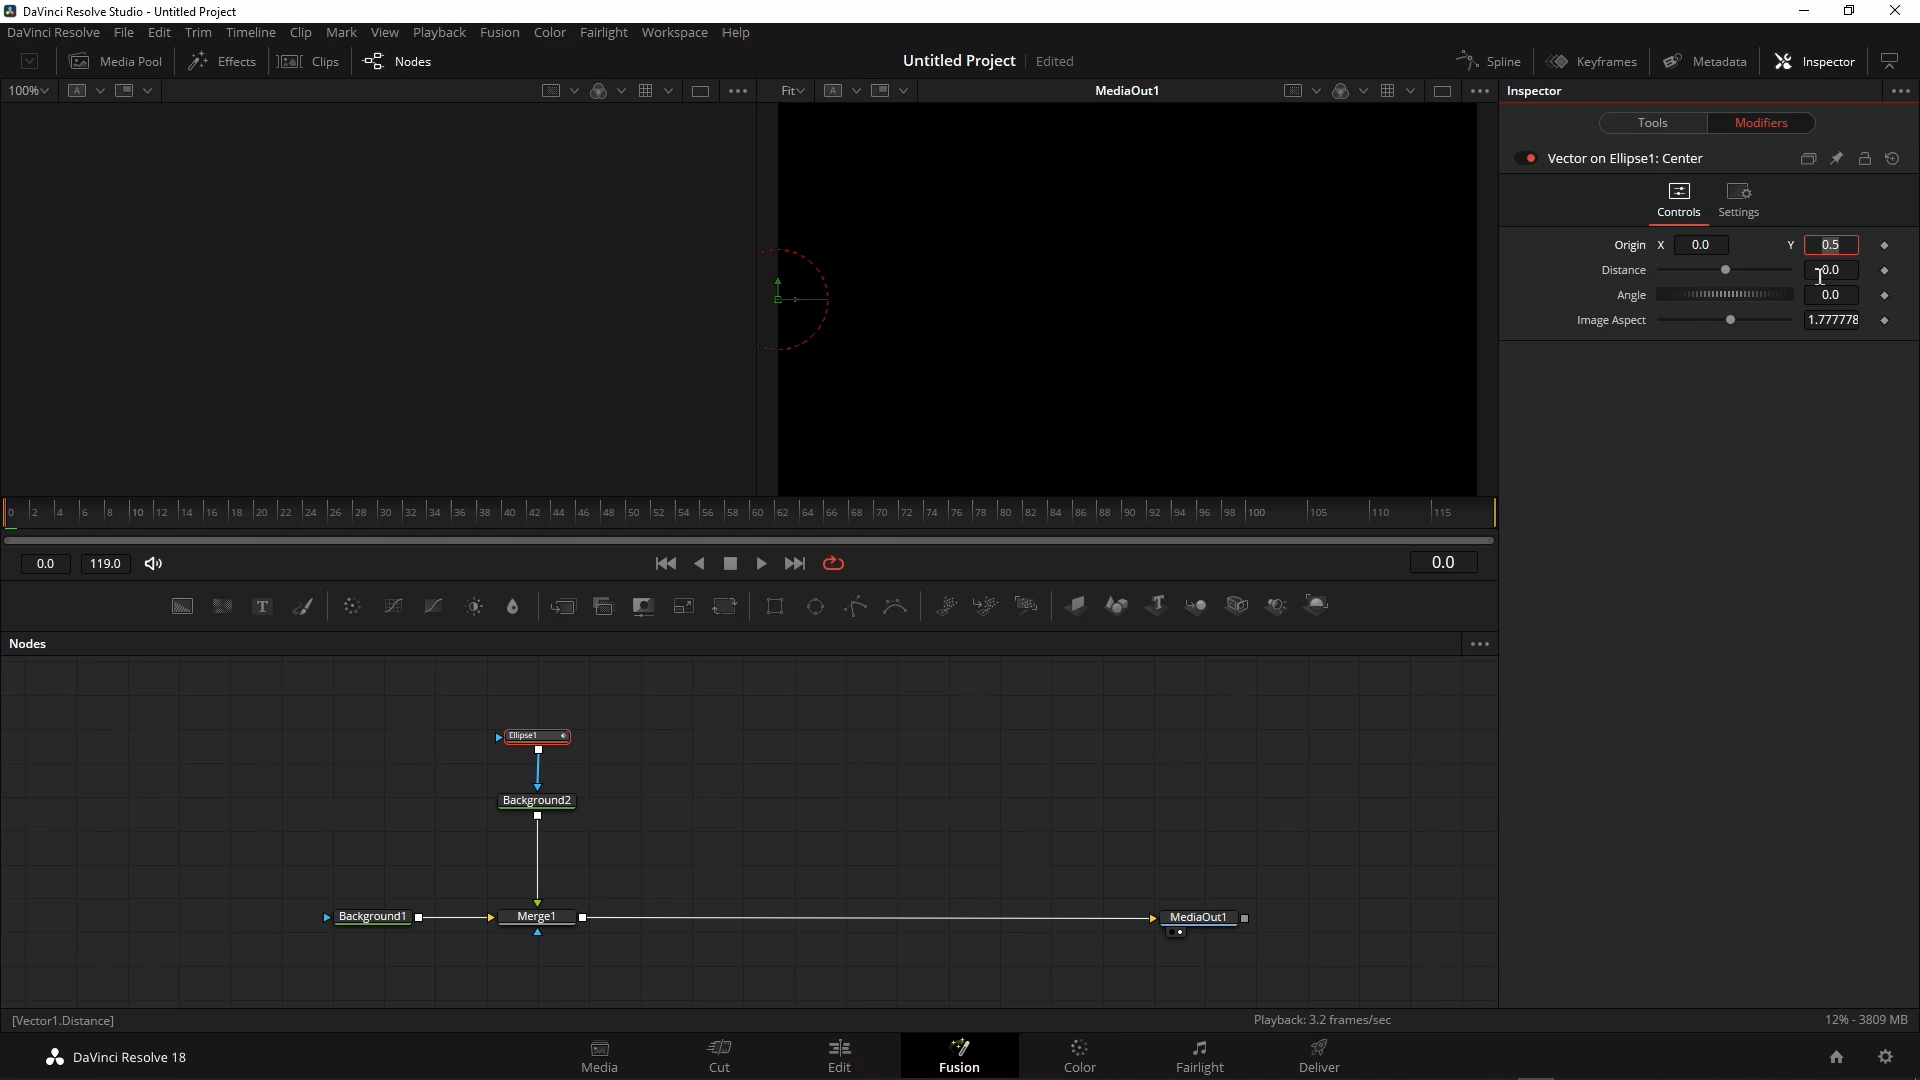 DaVinci Resolve Studio - Untitled Project
DaVinci Resolve File Edit Trim Timeline Clip Mark View Playback Fusion Color Fairlight Workspace Help
Media Pool Effects Clips Nodes Untitled Project Edited Spline Keyframes Metadata Inspector
100% A Fit A MediaOut1 Inspector
Tools Modifiers
Vector on Ellipse1: Center
Controls Settings
Origin X 0.0 Y 0.5
Distance 0.0
Angle 0.0
Image Aspect 1.777778
0 2 4 6 8 10 12 14 16 18 20 22 24 26 28 30 32 34 36 38 40 42 44 46 48 50 52 54 56 58 60 62 64 66 68 70 72 74 76 78 80 82 84 86 88 90 92 94 96 98 100 105 110 115
0.0 119.0 0.0
T T
Nodes
Ellipse1
Background2
Background1 Merge1 MediaOut1
[Vector1.Distance] Playback: 3.2 frames/sec 12% - 3809 MB
DaVinci Resolve 18 Media Cut Edit Fusion Color Fairlight Deliver